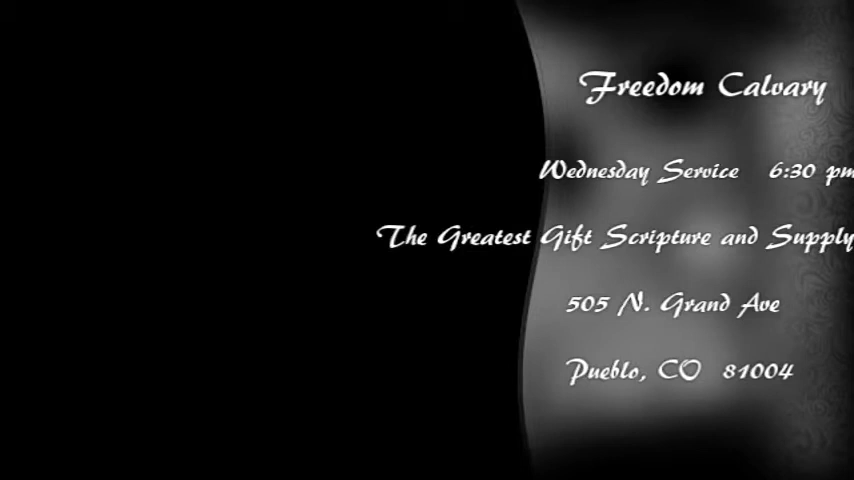 Freedom Calvary
Wednesday Service 6:30 pm
The Greatest Gift Scripture and Supply
505 N. Grand Ave
Pueblo, CO 81004